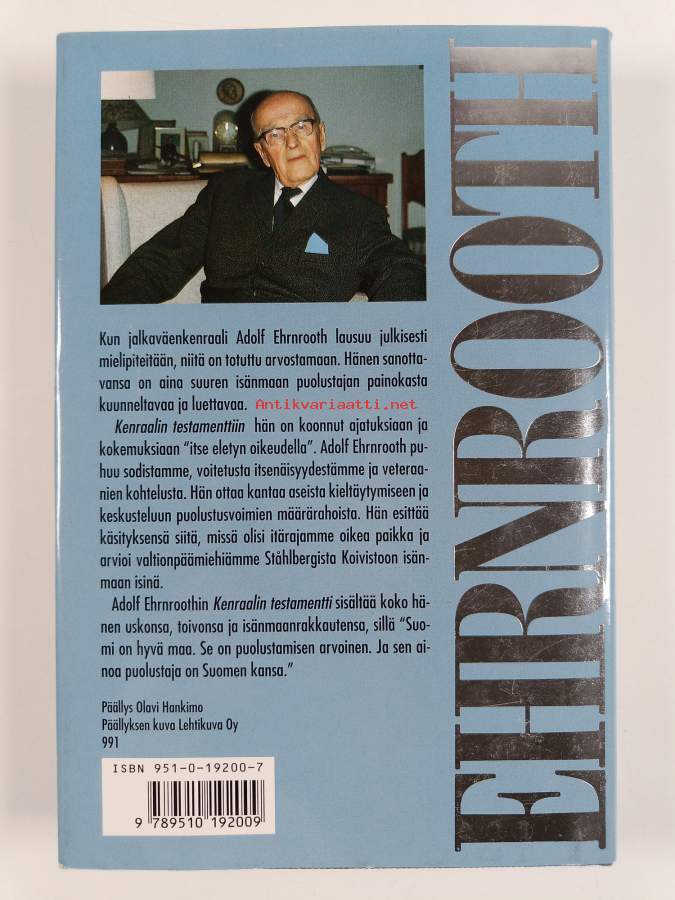 Kun jalkaväenkenraali Adolf Ehrnrooth lausuu julkisesti
mielipiteitään, niitä on totuttu arvostamaan. Hänen sanotta-
vansa on aina suuren isänmaan puolustajan painokasta
kuunneltavaa ja luettavaa. Antikvariaatti.net
Kenraalin testamenttiin hän on koonnut ajatuksiaan ja
kokemuksiaan "itse eletyn oikeudella". Adolf Ehrnrooth pu-
huu sodistamme, voitetusta itsenäisyydestämme ja veteraa-
nien kohtelusta. Hän ottaa kantaa aseista kieltäytymiseen ja
keskusteluun puolustusvoimien määrärahoista. Hän esittää
käsityksensä siitä, missä olisi itärajamme oikea paikka ja
arvioi valtionpäämiehiämme Ståhlbergista Koivistoon isän-
maan isinä.
Adolf Ehrnroothin Kenraalin testamentti sisältää koko hä-
nen uskonsa, toivonsa ja isänmaanrakkautensa, sillä "Suo-
mi on hyvä maa. Se on puolustamisen arvoinen. Ja sen ai-
noa puolustaja on Suomen kansa."
Päällys Olavi Hankimo
Päällyksen kuva Lehtikuva Oy
991
ISBN 951-0-19200-7
9 789510 192009
EHRNROOTH